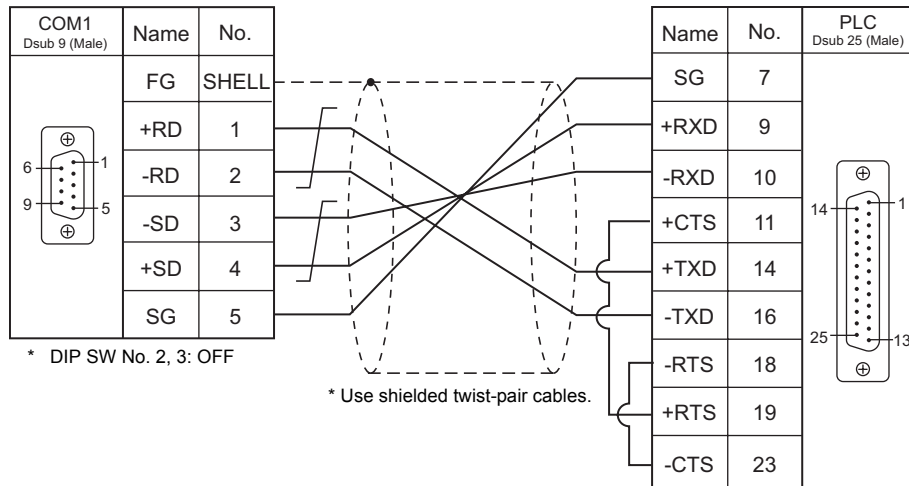 COM1
Dsub 9 (Male)
Name
No.
FG
SHELL
+RD
1
-RD
2
-SD
3
+SD
4
SG
5
6
1
9
5
* DIP SW No. 2, 3: OFF
* Use shielded twist-pair cables.
Name
No.
PLC
Dsub 25 (Male)
SG
7
+RXD
9
-RXD
10
+CTS
11
+TXD
14
-TXD
16
-RTS
18
+RTS
19
-CTS
23
14
1
25
13